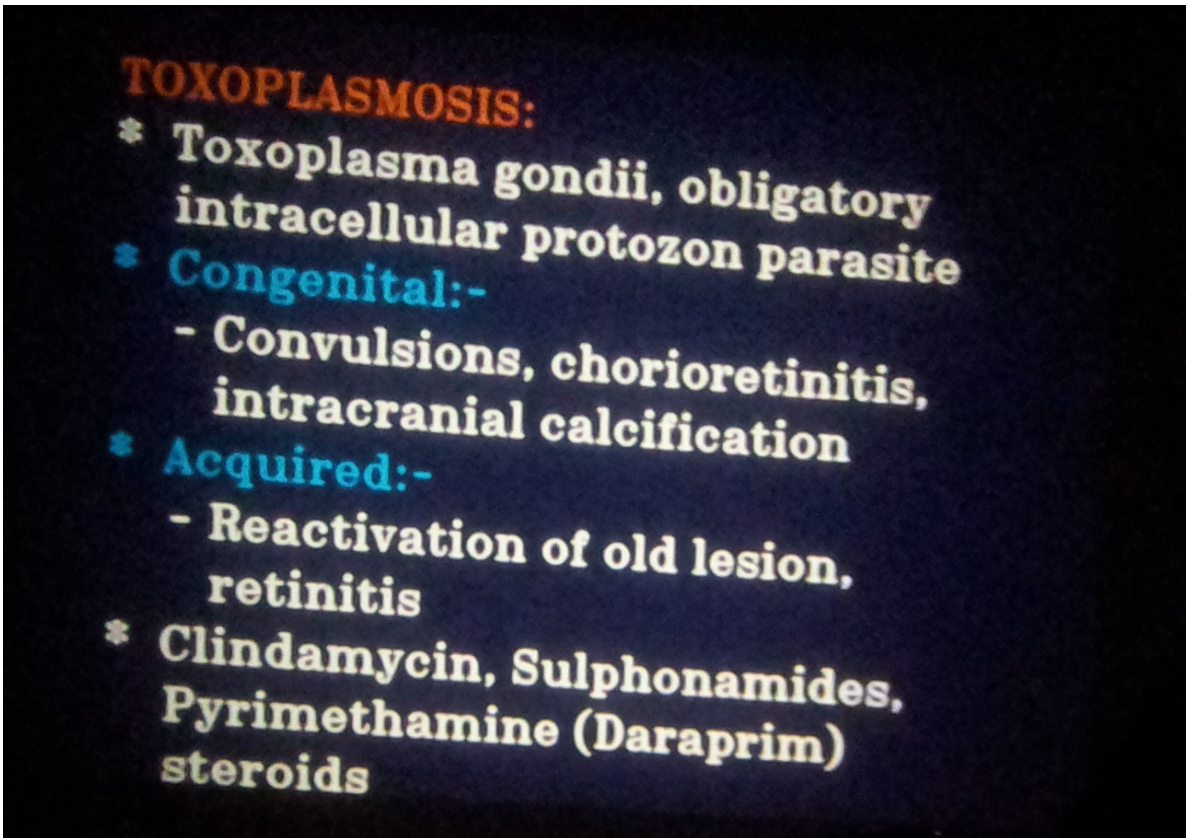 TOXOPLASMOSIS:
* Toxoplasma gondii, obligatory
intracellular protozon parasite
* Congenital:-
- Convulsions, chorioretinitis,
intracranial calcification
* Acquired:-
- Reactivation of old lesion,
retinitis
* Clindamycin, Sulphonamides,
Pyrimethamine (Daraprim)
steroids